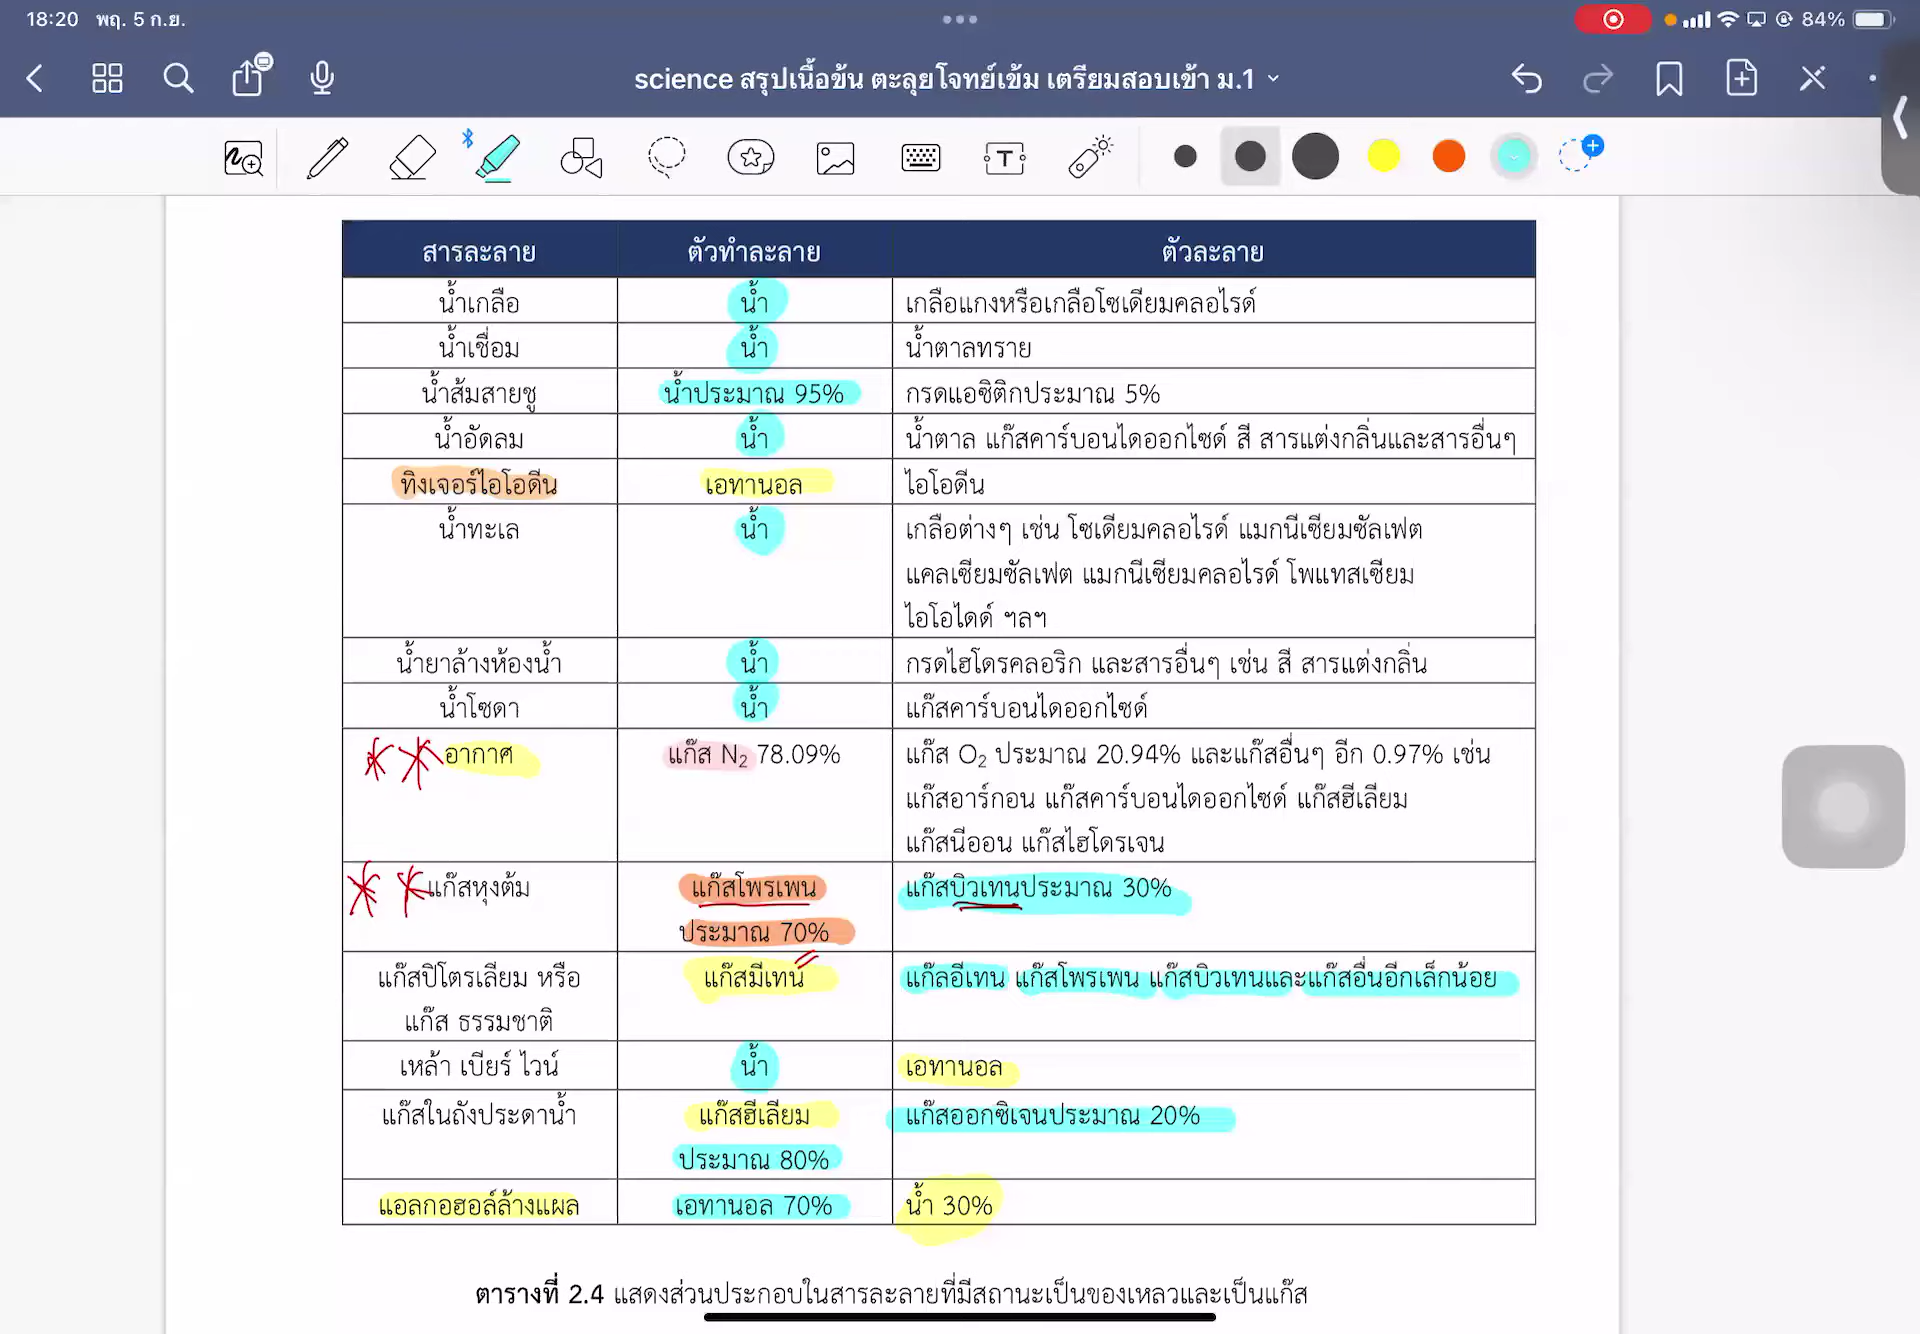 18:20 พฤ. 5 ก.ย.
84%
science สรุปเนื้อข้น ตะลุยโจทย์เข้ม เตรียมสอบเข้า ม.1
สารละลาย ตัวทำละลาย ตัวละลาย
น้ำเกลือ น้ำ เกลือแกงหรือเกลือโซเดียมคลอไรด์
น้ำเชื่อม น้ำ น้ำตาลทราย
น้ำส้มสายชู น้ำประมาณ 95% กรดแอซิติกประมาณ 5%
น้ำอัดลม น้ำ น้ำตาล แก๊สคาร์บอนไดออกไซด์ สี สารแต่งกลิ่นและสารอื่นๆ
ทิงเจอร์ไอโอดีน เอทานอล ไอโอดีน
น้ำทะเล น้ำ เกลือต่างๆ เช่น โซเดียมคลอไรด์ แมกนีเซียมซัลเฟต
แคลเซียมซัลเฟต แมกนีเซียมคลอไรด์ โพแทสเซียม
ไอโอไดด์ ฯลฯ
น้ำยาล้างห้องน้ำ น้ำ กรดไฮโดรคลอริก และสารอื่นๆ เช่น สี สารแต่งกลิ่น
น้ำโซดา น้ำ แก๊สคาร์บอนไดออกไซด์
อากาศ แก๊ส N₂ 78.09% แก๊ส O₂ ประมาณ 20.94% และแก๊สอื่นๆ อีก 0.97% เช่น
แก๊สอาร์กอน แก๊สคาร์บอนไดออกไซด์ แก๊สฮีเลียม
แก๊สนีออน แก๊สไฮโดรเจน
แก๊สหุงต้ม แก๊สโพรเพน แก๊สบิวเทนประมาณ 30%
ประมาณ 70%
แก๊สปิโตรเลียม หรือ แก๊สมีเทน แก๊ลอีเทน แก๊สโพรเพน แก๊สบิวเทนและแก๊สอื่นอีกเล็กน้อย
แก๊ส ธรรมชาติ
เหล้า เบียร์ ไวน์ น้ำ เอทานอล
แก๊สในถังประดาน้ำ แก๊สฮีเลียม แก๊สออกซิเจนประมาณ 20%
ประมาณ 80%
แอลกอฮอล์ล้างแผล เอทานอล 70% น้ำ 30%
ตารางที่ 2.4 แสดงส่วนประกอบในสารละลายที่มีสถานะเป็นของเหลวและเป็นแก๊ส